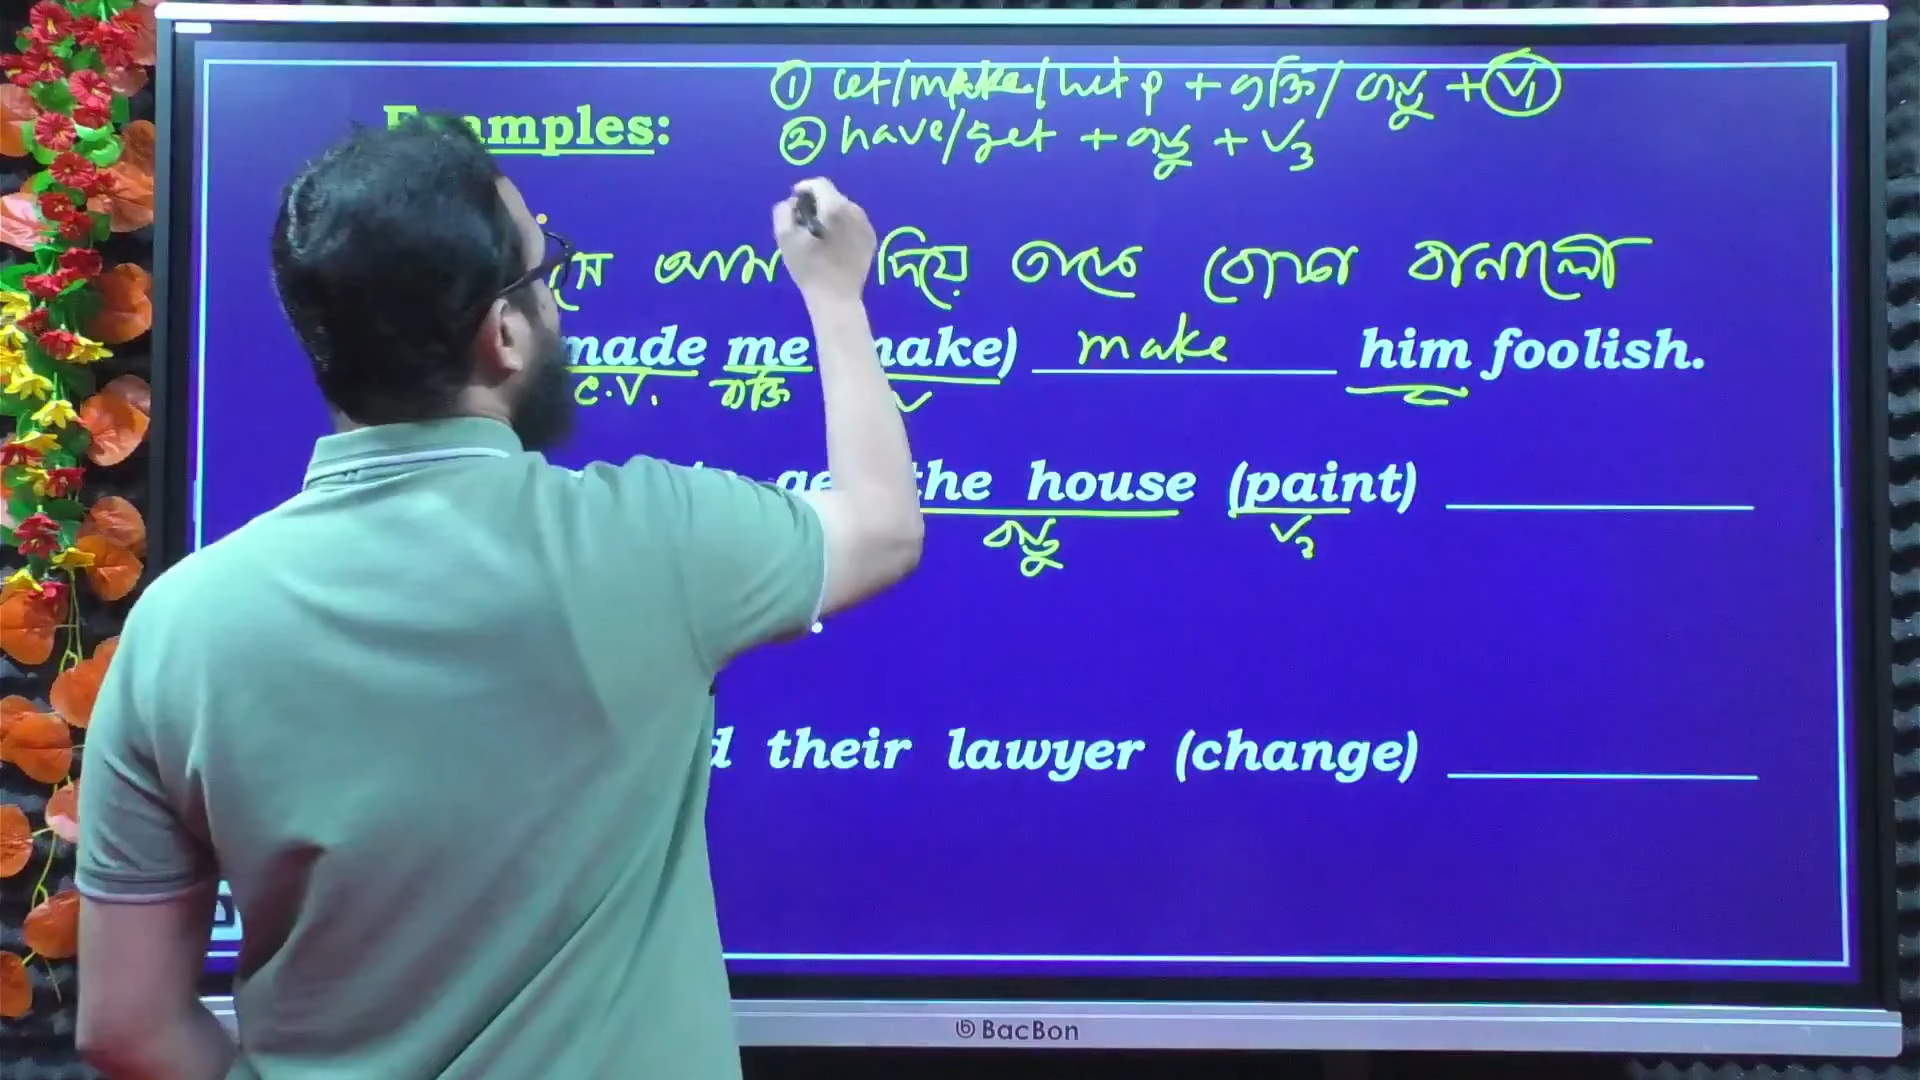 ① let/make/help + ব্যক্তি/ বস্তু + V1
Examples:
② have/get + বস্তু + V3
দিয়ে তাকে বোকা বানালো
made me make) make him foolish.
C.V. ব্যক্তি V
the house (paint)
বস্তু V3
their lawyer (change)
BacBon